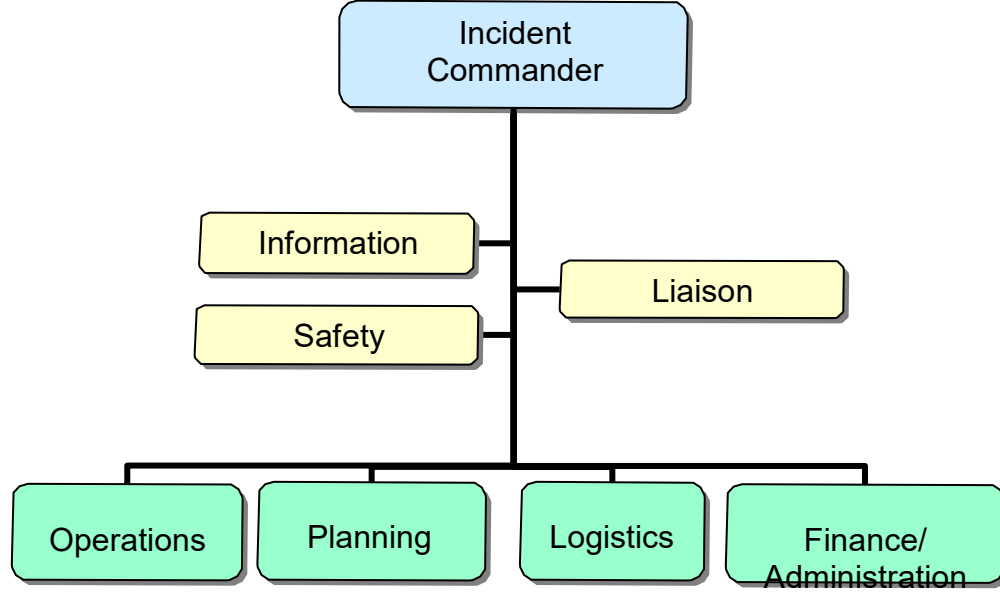 Incident
Commander
Information
Liaison
Safety
Operations
Planning
Logistics
Finance/
Administration